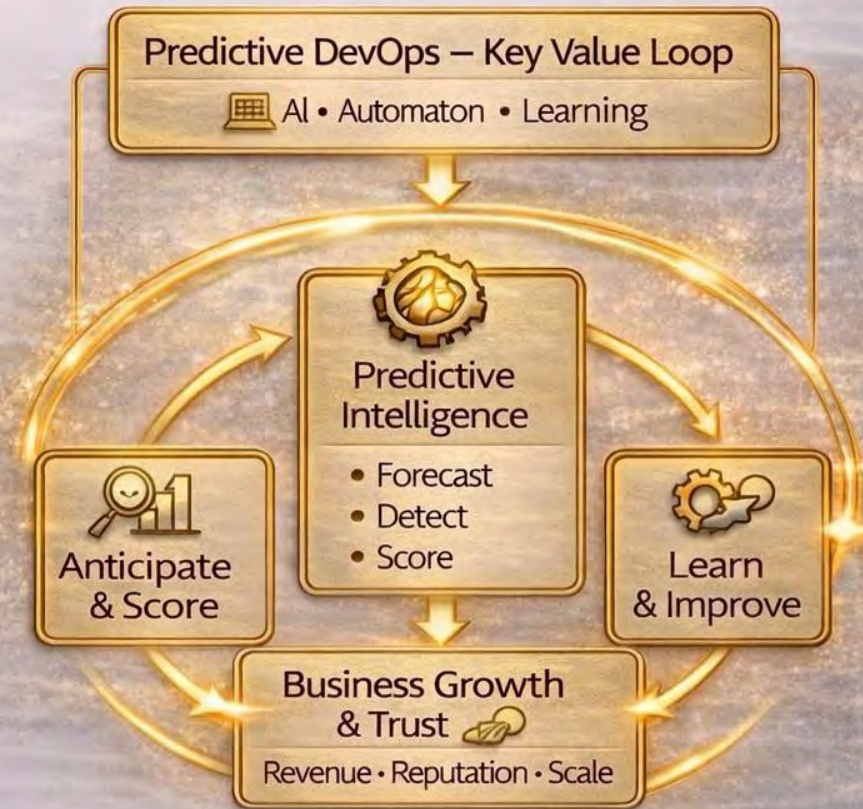 Predictive DevOps – Key Value Loop
AI • Automaton • Learning
Predictive
Intelligence
• Forecast
• Detect
• Score
Anticipate
& Score
Learn
& Improve
Business Growth
& Trust
Revenue • Reputation • Scale